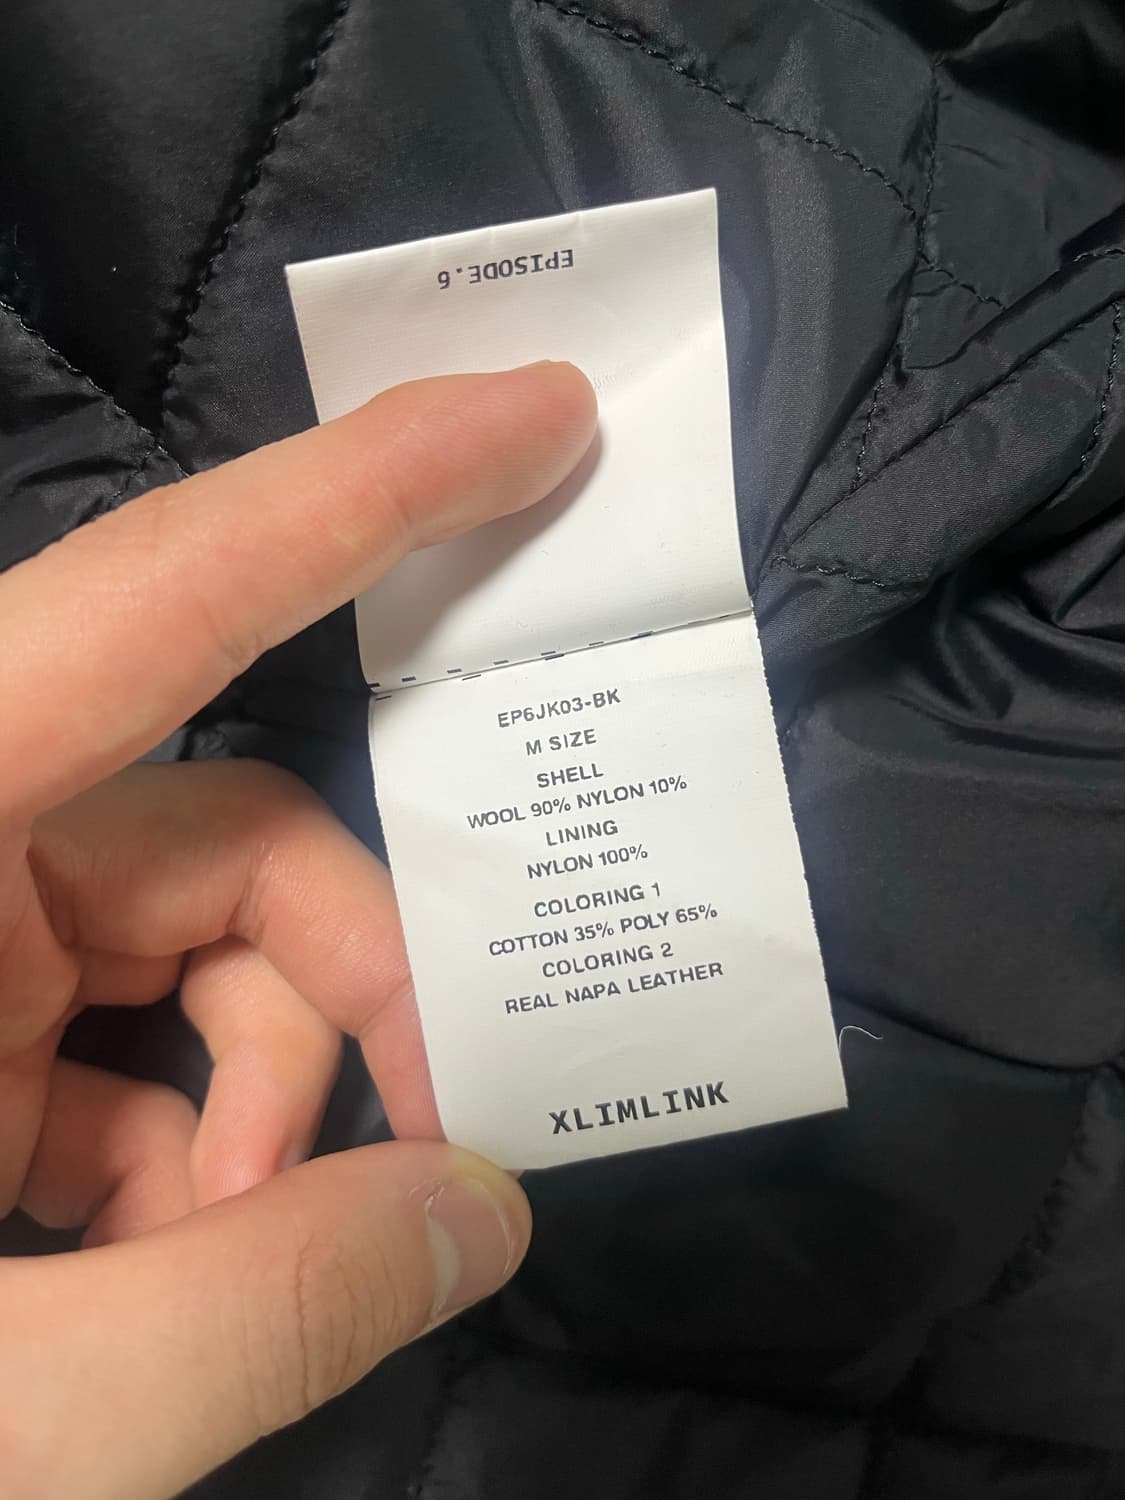 EPISODE.6
EP6JK03-BK
M SIZE
SHELL
WOOL 90% NYLON 10%
LINING
NYLON 100%
COLORING 1
COTTON 35% POLY 65%
COLORING 2
REAL NAPA LEATHER
XLIMLINK